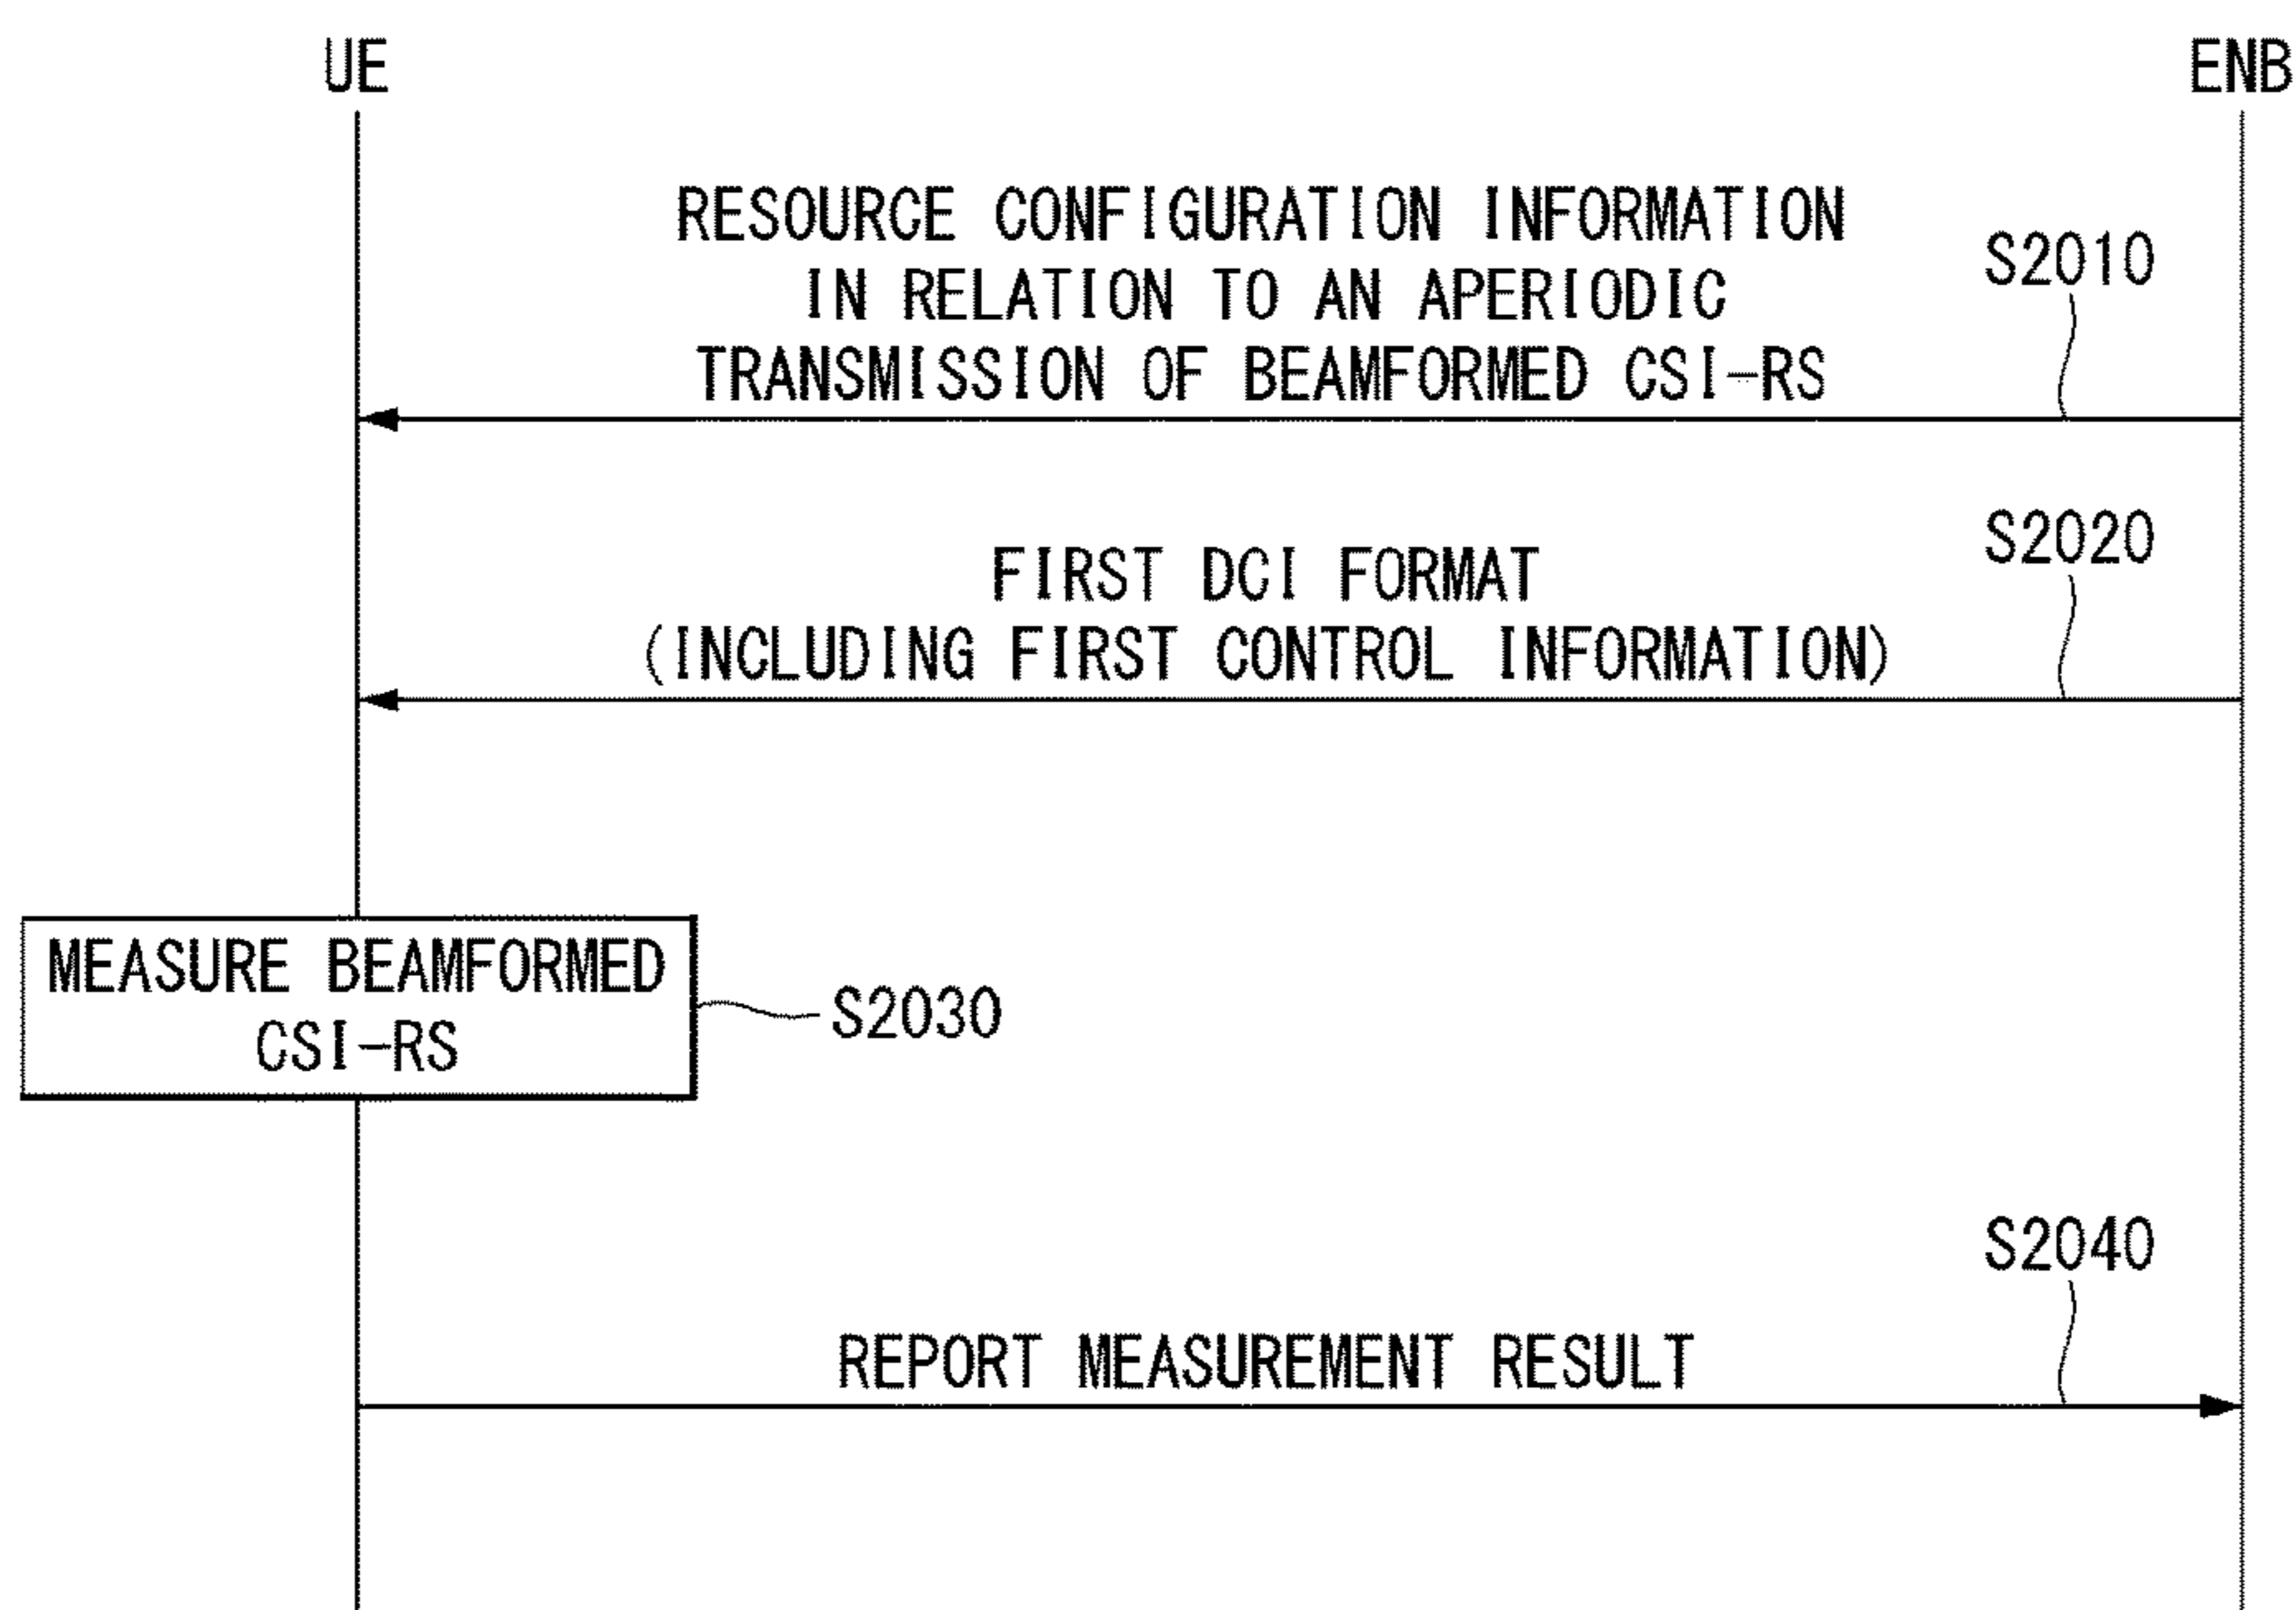 UE
ENB
RESOURCE CONFIGURATION INFORMATION
IN RELATION TO AN APERIODIC
TRANSMISSION OF BEAMFORMED CSI-RS
S2010
FIRST DCI FORMAT
(INCLUDING FIRST CONTROL INFORMATION)
S2020
MEASURE BEAMFORMED
CSI-RS
S2030
S2040
REPORT MEASUREMENT RESULT